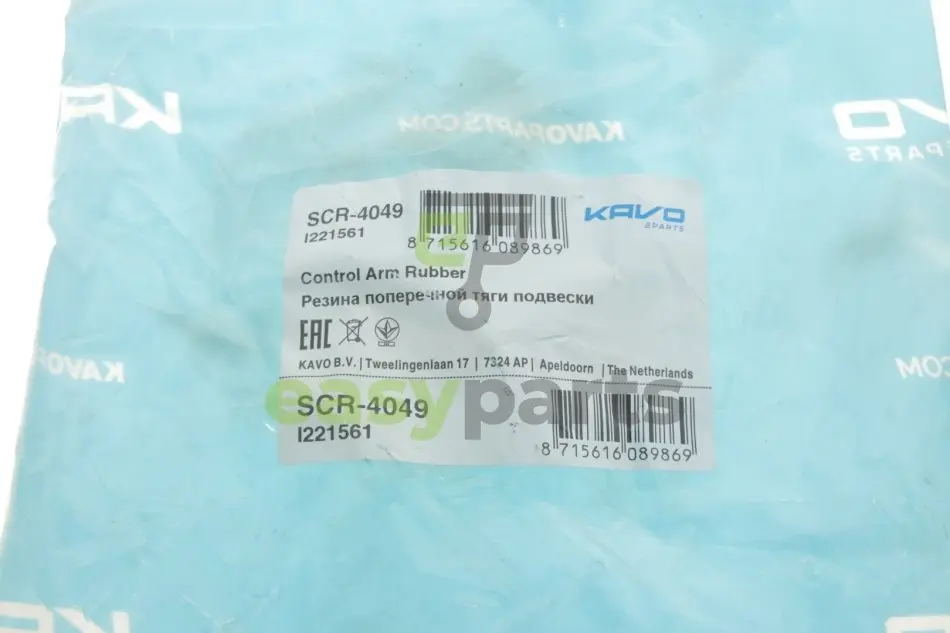 KAVOPARTS.COM
SCR-4049
I221561
8 715616 089869
KAVO
PARTS
Control Arm Rubber
Резина поперечной тяги подвески
EAC
KAVO B.V. | Tweelingenlaan 17 | 7324 AP | Apeldoorn | The Netherlands
easyparts
SCR-4049
I221561
8 715616 089869